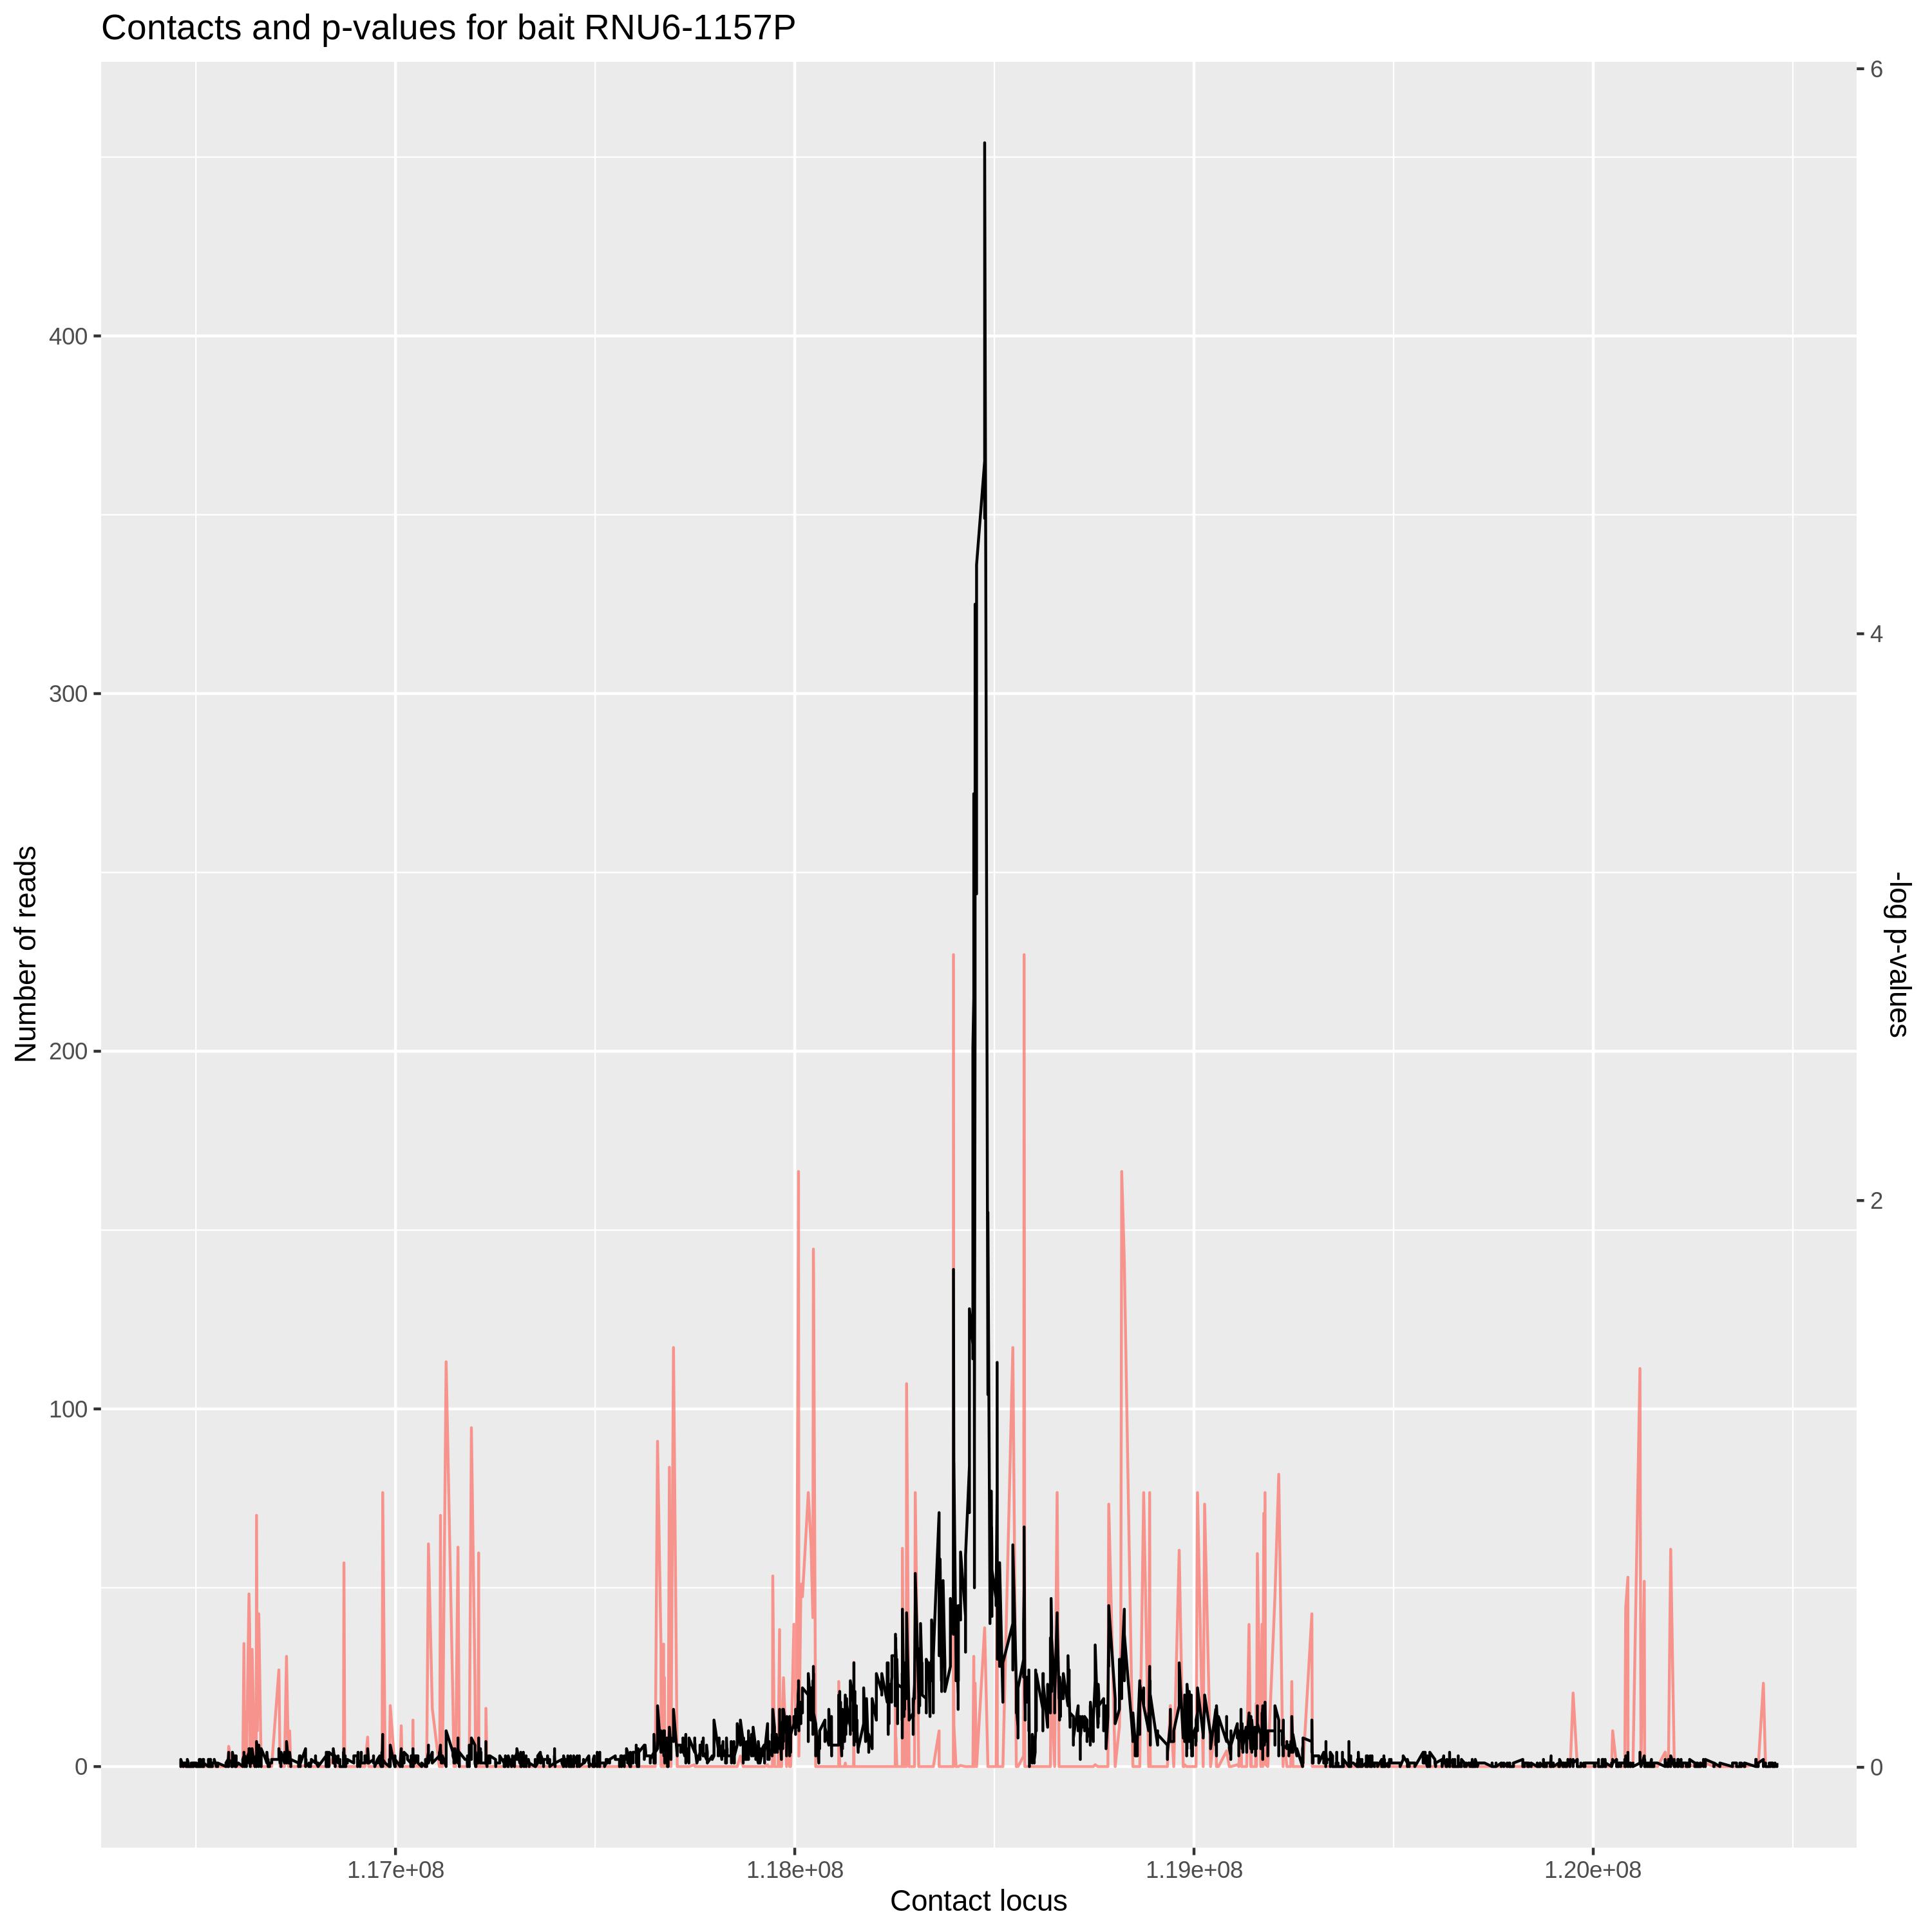 Contacts and p-values for bait RNU6-1157P
6
400
4
300
Number of reads
-log p-values
200
2
100
0
0
1.17e+08
1.18e+08
1.19e+08
1.20e+08
Contact locus